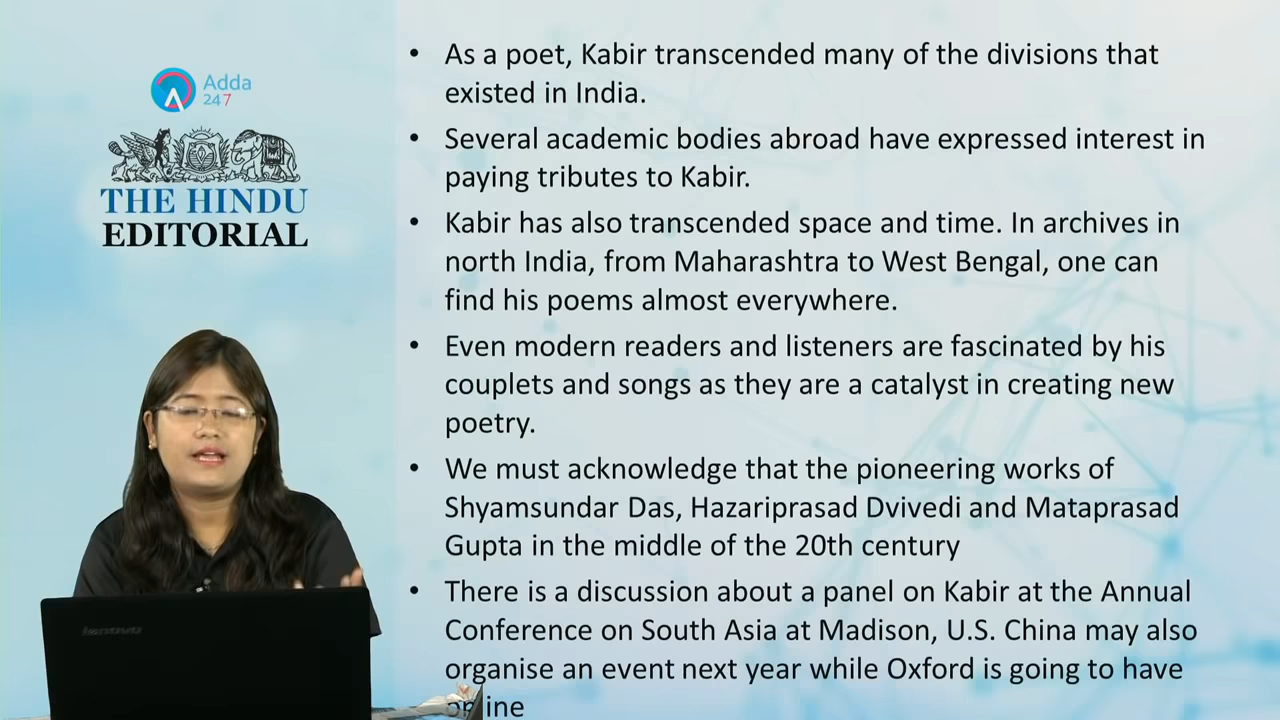 Adda
247
THE HINDU
EDITORIAL
• As a poet, Kabir transcended many of the divisions that
existed in India.
• Several academic bodies abroad have expressed interest in
paying tributes to Kabir.
• Kabir has also transcended space and time. In archives in
north India, from Maharashtra to West Bengal, one can
find his poems almost everywhere.
• Even modern readers and listeners are fascinated by his
couplets and songs as they are a catalyst in creating new
poetry.
• We must acknowledge that the pioneering works of
Shyamsundar Das, Hazariprasad Dvivedi and Mataprasad
Gupta in the middle of the 20th century
• There is a discussion about a panel on Kabir at the Annual
Conference on South Asia at Madison, U.S. China may also
organise an event next year while Oxford is going to have
online
lenovo